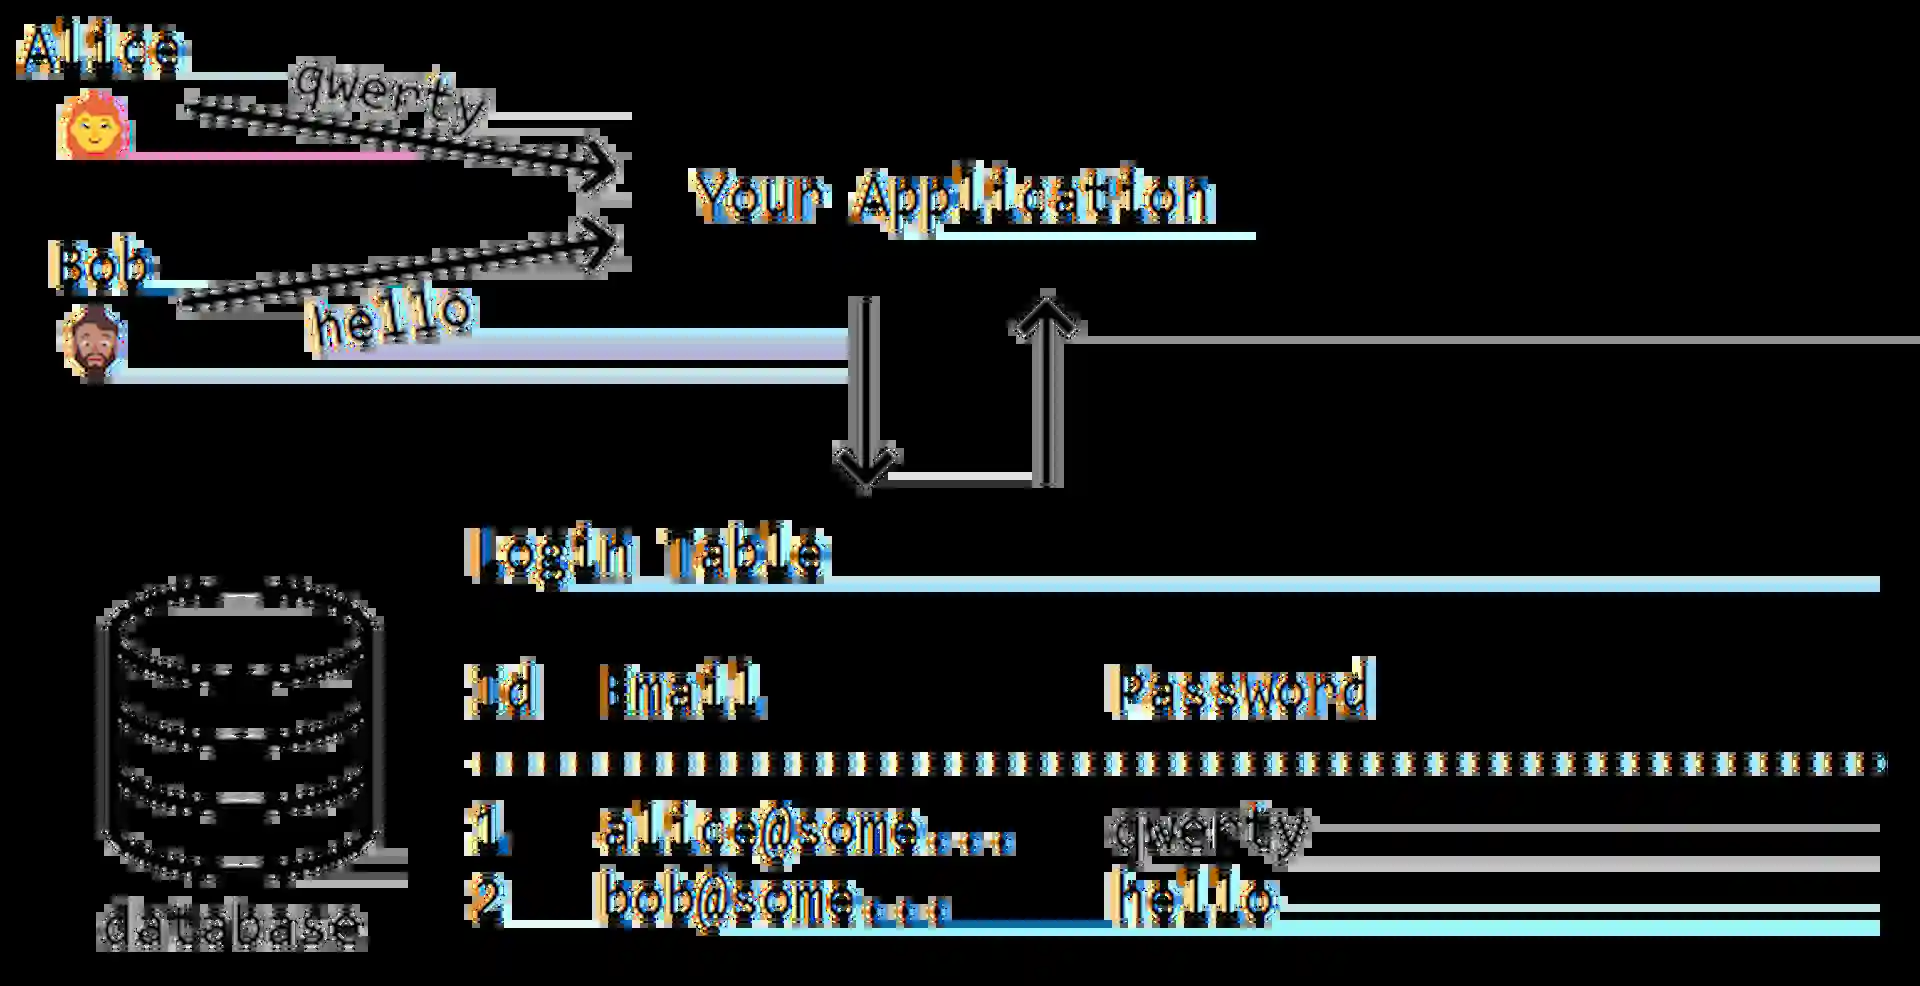 Alice
qwerty
Your Application
Bob
hello
Login Table
Id Email Password
1 alice@some... qwerty
2 bob@some... hello
database